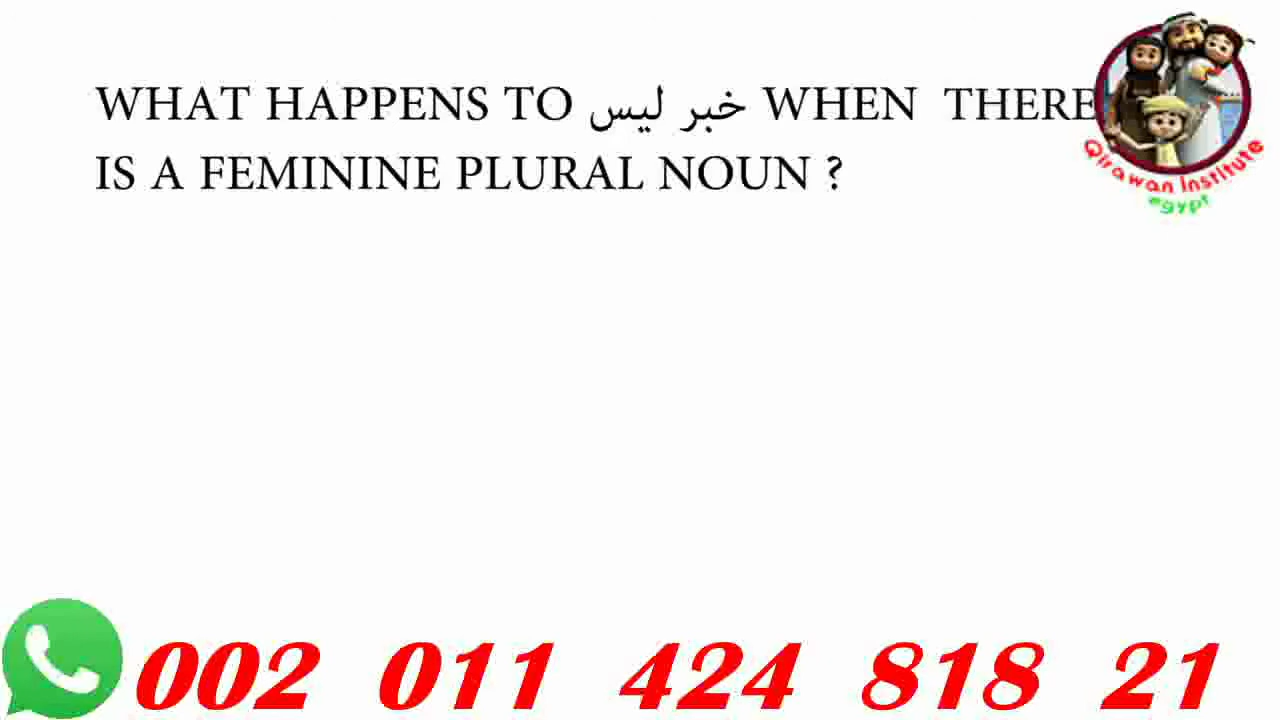 WHAT HAPPENS TO خبر ليس WHEN THERE
IS A FEMININE PLURAL NOUN ?
Qirawan Institute
egypt
002 011 424 818 21